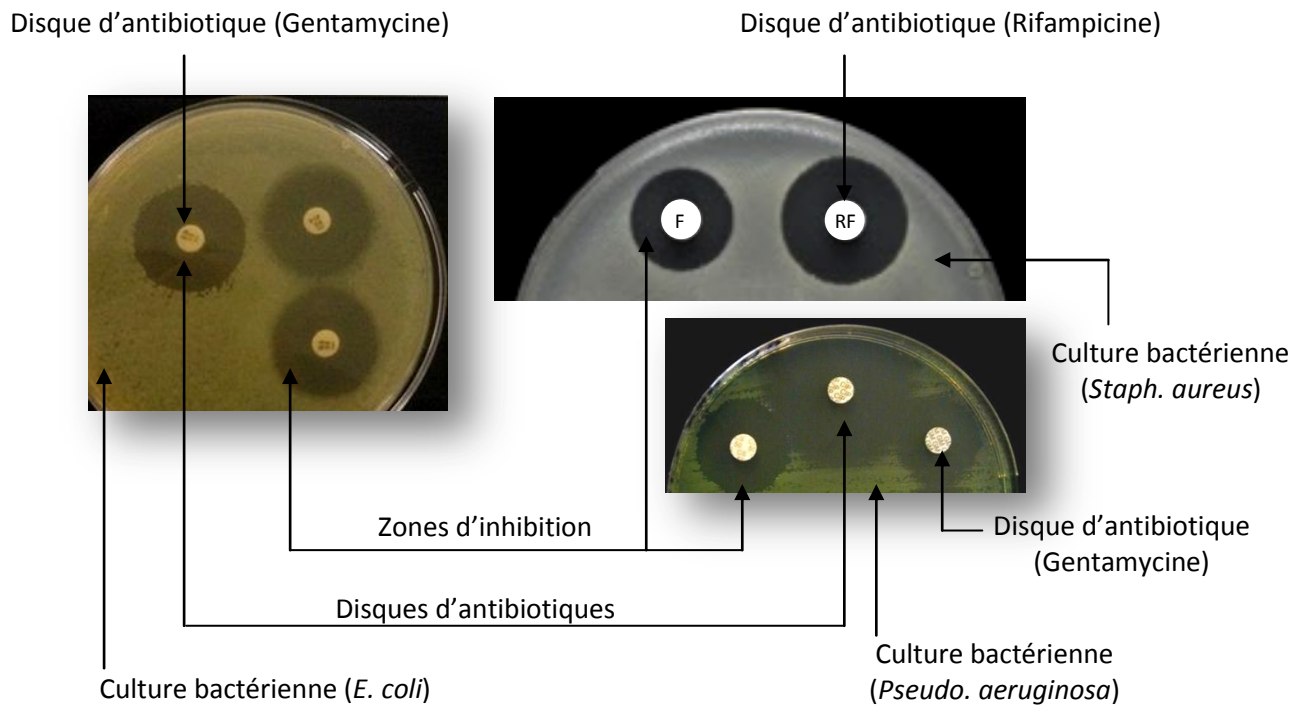 Disque d’antibiotique (Gentamycine)
Disque d’antibiotique (Rifampicine)
F
RF
Culture bactérienne
(Staph. aureus)
Zones d’inhibition
Disque d’antibiotique
(Gentamycine)
Disques d’antibiotiques
Culture bactérienne
(Pseudo. aeruginosa)
Culture bactérienne (E. coli)